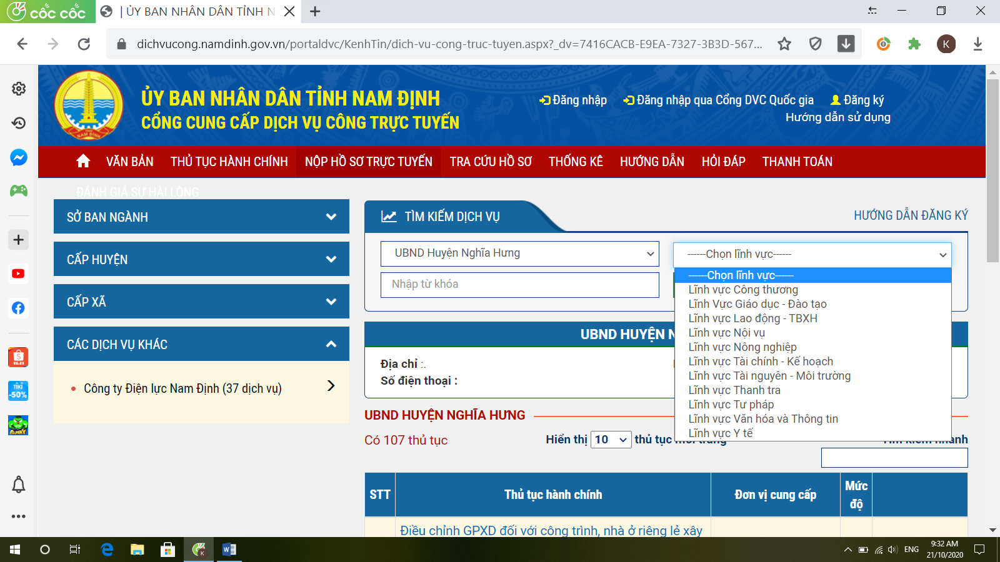 cốc cốc
| ỦY BAN NHÂN DÂN TỈNH N
dichvucong.namdinh.gov.vn/portaldvc/KenhTin/dich-vu-cong-truc-tuyen.aspx?_dv=7416CACB-E9EA-7327-3B3D-567...
K
ỦY BAN NHÂN DÂN TỈNH NAM ĐỊNH
CỔNG CUNG CẤP DỊCH VỤ CÔNG TRỰC TUYẾN
Đăng nhập Đăng nhập qua Cổng DVC Quốc gia Đăng ký
Hướng dẫn sử dụng
NAM ĐỊNH
VĂN BẢN THỦ TỤC HÀNH CHÍNH NỘP HỒ SƠ TRỰC TUYẾN TRA CỨU HỒ SƠ THỐNG KÊ HƯỚNG DẪN HỎI ĐÁP THANH TOÁN
ĐÁNH GIÁ SỰ HÀI LÒNG
SỞ BAN NGÀNH
CẤP HUYỆN
CẤP XÃ
CÁC DỊCH VỤ KHÁC
Công ty Điện lực Nam Định (37 dịch vụ)
TÌM KIẾM DỊCH VỤ
HƯỚNG DẪN ĐĂNG KÝ
UBND Huyện Nghĩa Hưng
------Chọn lĩnh vực------
Nhập từ khóa
------Chọn lĩnh vực------
Lĩnh vực Công thương
Lĩnh Vực Giáo dục - Đào tạo
Lĩnh vực Lao động - TBXH
Lĩnh vực Nội vụ
Lĩnh vực Nông nghiệp
Lĩnh vực Tài chính - Kế hoạch
Lĩnh vực Tài nguyên - Môi trường
Lĩnh vực Thanh tra
Lĩnh vực Tư pháp
Lĩnh vực Văn hóa và Thông tin
Lĩnh vực Y tế
UBND HUYỆN N
Địa chỉ :.
Số điện thoại :
UBND HUYỆN NGHĨA HƯNG
Có 107 thủ tục
Hiển thị 10 thủ tục mỗi trang
Tìm kiếm nhanh
STT Thủ tục hành chính Đơn vị cung cấp Mức độ
Điều chỉnh GPXD đối với công trình, nhà ở riêng lẻ xây
11.11
TIKI
-50%
K
ENG
9:32 AM
21/10/2020